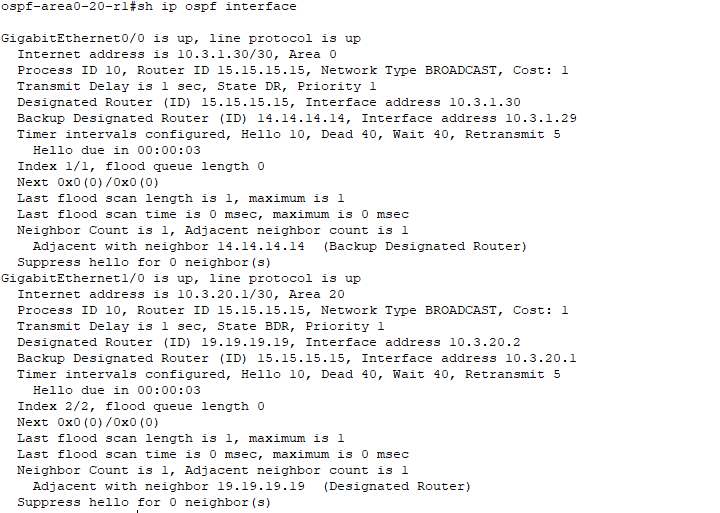 ospf-area0-20-r1#sh ip ospf interface
GigabitEthernet0/0 is up, line protocol is up
Internet address is 10.3.1.30/30, Area 0
Process ID 10, Router ID 15.15.15.15, Network Type BROADCAST, Cost: 1
Transmit Delay is 1 sec, State DR, Priority 1
Designated Router (ID) 15.15.15.15, Interface address 10.3.1.30
Backup Designated Router (ID) 14.14.14.14, Interface address 10.3.1.29
Timer intervals configured, Hello 10, Dead 40, Wait 40, Retransmit 5
Hello due in 00:00:03
Index 1/1, flood queue length 0
Next 0x0(0)/0x0(0)
Last flood scan length is 1, maximum is 1
Last flood scan time is 0 msec, maximum is 0 msec
Neighbor Count is 1, Adjacent neighbor count is 1
Adjacent with neighbor 14.14.14.14  (Backup Designated Router)
Suppress hello for 0 neighbor(s)
GigabitEthernet1/0 is up, line protocol is up
Internet address is 10.3.20.1/30, Area 20
Process ID 10, Router ID 15.15.15.15, Network Type BROADCAST, Cost: 1
Transmit Delay is 1 sec, State BDR, Priority 1
Designated Router (ID) 19.19.19.19, Interface address 10.3.20.2
Backup Designated Router (ID) 15.15.15.15, Interface address 10.3.20.1
Timer intervals configured, Hello 10, Dead 40, Wait 40, Retransmit 5
Hello due in 00:00:03
Index 2/2, flood queue length 0
Next 0x0(0)/0x0(0)
Last flood scan length is 1, maximum is 1
Last flood scan time is 0 msec, maximum is 0 msec
Neighbor Count is 1, Adjacent neighbor count is 1
Adjacent with neighbor 19.19.19.19  (Designated Router)
Suppress hello for 0 neighbor(s)